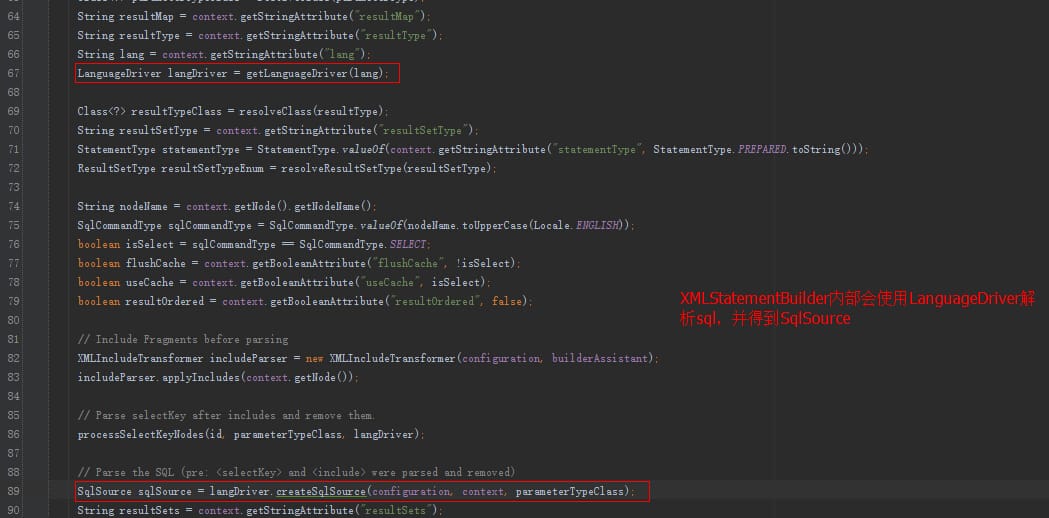 64 String resultMap = context.getStringAttribute("resultMap");
65 String resultType = context.getStringAttribute("resultType");
66 String lang = context.getStringAttribute("lang");
67 LanguageDriver langDriver = getLanguageDriver(lang);
68
69 Class<?> resultTypeClass = resolveClass(resultType);
70 String resultSetType = context.getStringAttribute("resultSetType");
71 StatementType statementType = StatementType.valueOf(context.getStringAttribute("statementType", StatementType.PREPARED.toString()));
72 ResultSetType resultSetTypeEnum = resolveResultSetType(resultSetType);
73
74 String nodeName = context.getNode().getNodeName();
75 SqlCommandType sqlCommandType = SqlCommandType.valueOf(nodeName.toUpperCase(Locale.ENGLISH));
76 boolean isSelect = sqlCommandType == SqlCommandType.SELECT;
77 boolean flushCache = context.getBooleanAttribute("flushCache", !isSelect);
78 boolean useCache = context.getBooleanAttribute("useCache", isSelect);
79 boolean resultOrdered = context.getBooleanAttribute("resultOrdered", false);
XMLStatementBuilder内部会使用LanguageDriver解
析sql，并得到SqlSource
80
81 // Include Fragments before parsing
82 XMLIncludeTransformer includeParser = new XMLIncludeTransformer(configuration, builderAssistant);
83 includeParser.applyIncludes(context.getNode());
84
85 // Parse selectKey after includes and remove them.
86 processSelectKeyNodes(id, parameterTypeClass, langDriver);
87
88 // Parse the SQL (pre: <selectKey> and <include> were parsed and removed)
89 SqlSource sqlSource = langDriver.createSqlSource(configuration, context, parameterTypeClass);
90 String resultSets = context.getStringAttribute("resultSets");